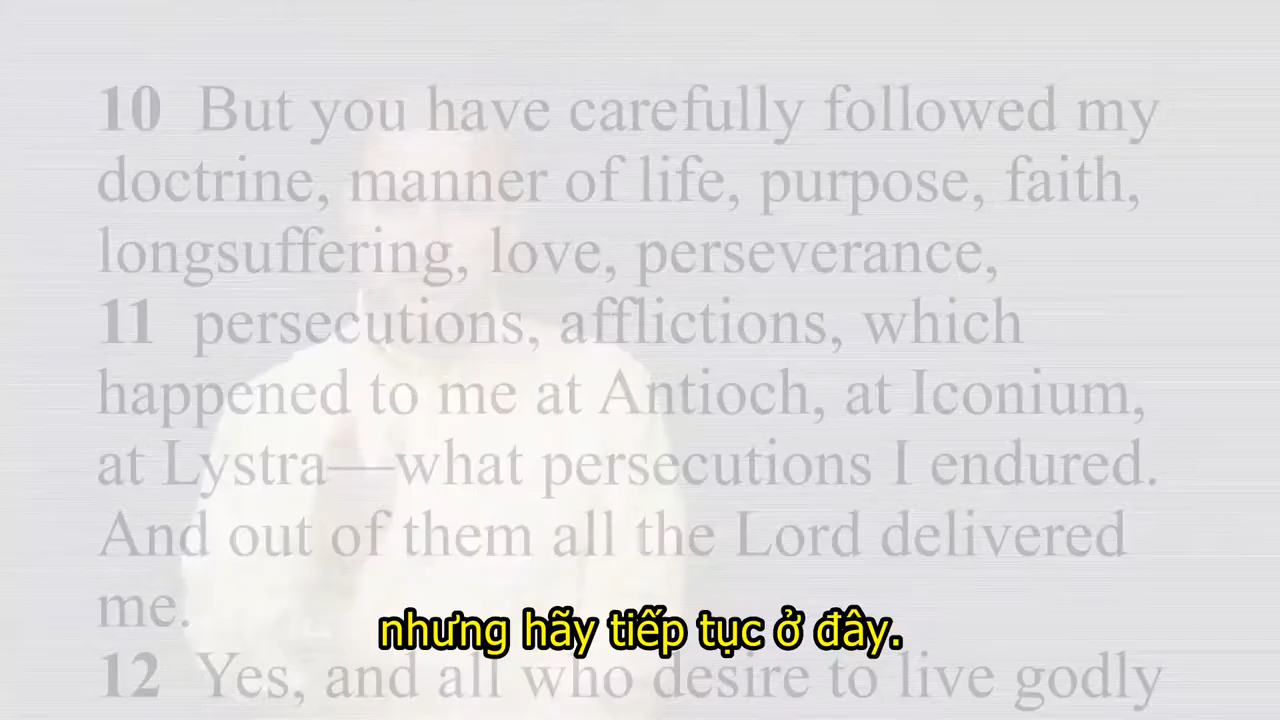 10 But you have carefully followed my
doctrine, manner of life, purpose, faith,
longsuffering, love, perseverance,
11 persecutions, afflictions, which
happened to me at Antioch, at Iconium,
at Lystra—what persecutions I endured.
And out of them all the Lord delivered
me.
nhưng hãy tiếp tục ở đây.
12 Yes, and all who desire to live godly